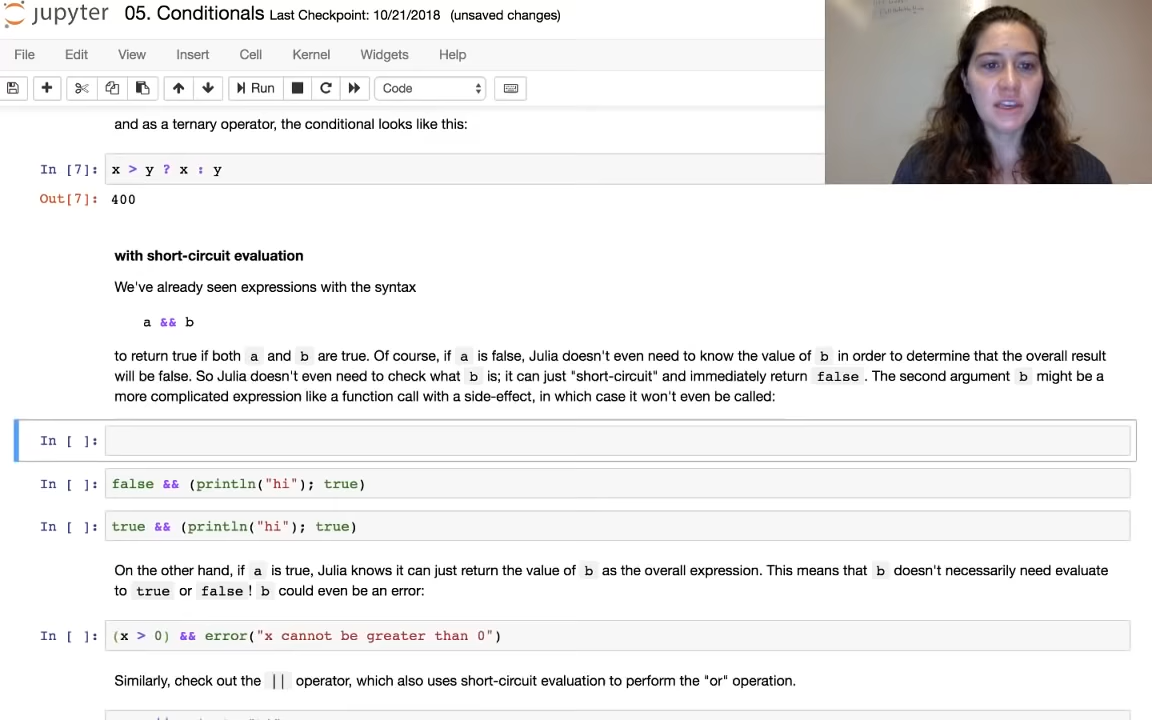 jupyter 05. Conditionals Last Checkpoint: 10/21/2018 (unsaved changes)
File Edit View Insert Cell Kernel Widgets Help
Run Code
and as a ternary operator, the conditional looks like this:
In [7]: x > y ? x : y
Out[7]: 400
with short-circuit evaluation
We've already seen expressions with the syntax
a && b
to return true if both a and b are true. Of course, if a is false, Julia doesn't even need to know the value of b in order to determine that the overall result
will be false. So Julia doesn't even need to check what b is; it can just "short-circuit" and immediately return false . The second argument b might be a
more complicated expression like a function call with a side-effect, in which case it won't even be called:
In [ ]:
In [ ]: false && (println("hi"); true)
In [ ]: true && (println("hi"); true)
On the other hand, if a is true, Julia knows it can just return the value of b as the overall expression. This means that b doesn't necessarily need evaluate
to true or false ! b could even be an error:
In [ ]: (x > 0) && error("x cannot be greater than 0")
Similarly, check out the || operator, which also uses short-circuit evaluation to perform the "or" operation.